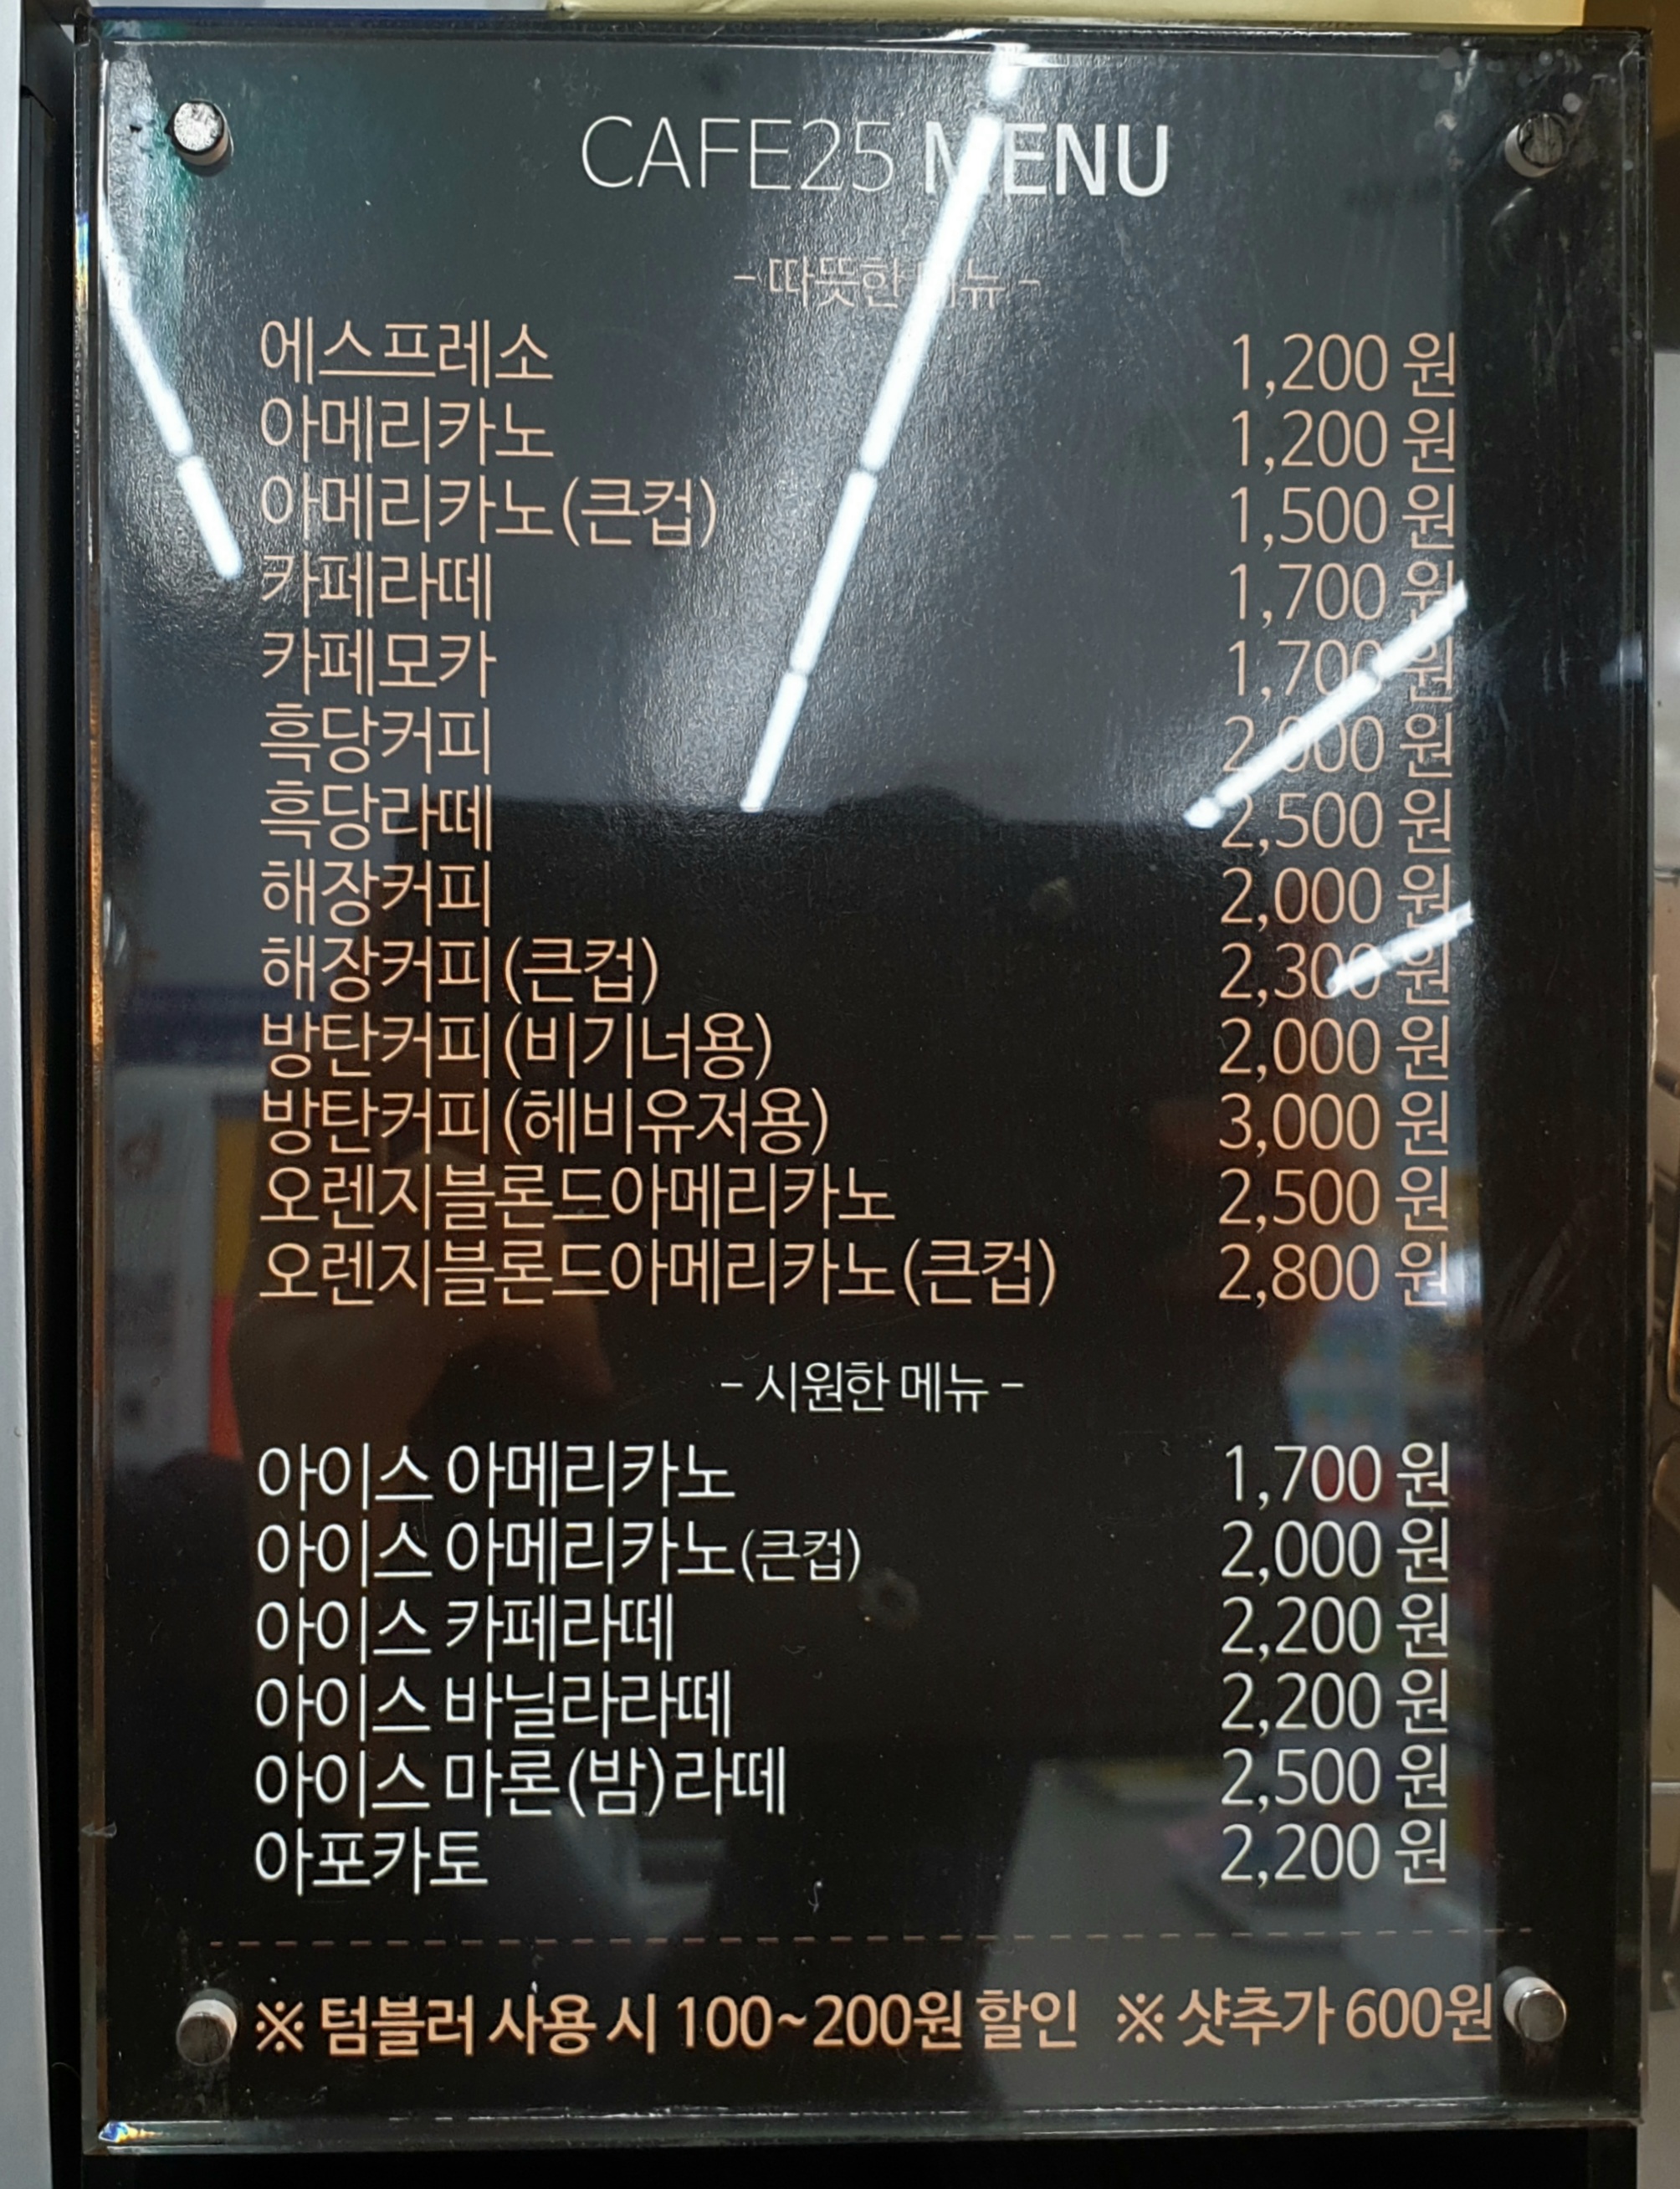 CAFE25 MENU
- 따뜻한 메뉴 -
에스프레소 1,200 원
아메리카노 1,200 원
아메리카노(큰컵) 1,500 원
카페라떼 1,700 원
카페모카 1,700 원
흑당커피 원
흑당라떼 2,500 원
해장커피 2,000 원
해장커피(큰컵) 2,300 원
방탄커피(비기너용) 2,000 원
방탄커피(헤비유저용) 3,000 원
오렌지블론드아메리카노 2,500 원
오렌지블론드아메리카노(큰컵) 2,800 원
- 시원한 메뉴 -
아이스 아메리카노 1,700 원
아이스 아메리카노(큰컵) 2,000 원
아이스 카페라떼 2,200 원
아이스 바닐라라떼 2,200 원
아이스 마론(밤)라떼 2,500 원
아포카토 2,200 원
※ 텀블러 사용 시 100~200원 할인 ※ 샷추가 600원